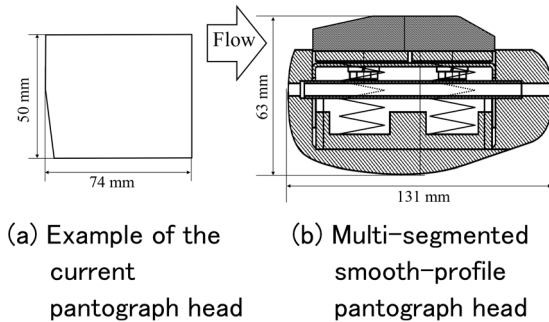 50 mm
74 mm
Flow
63 mm
131 mm
(a) Example of the
current
pantograph head
(b) Multi-segmented
smooth-profile
pantograph head